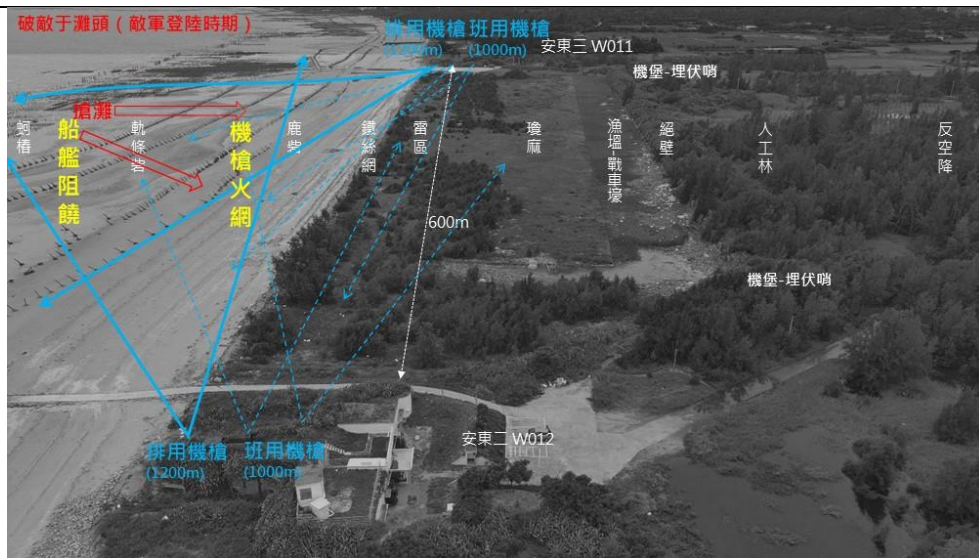 破敵于灘頭（敵軍登陸時期）
排用機槍
(1200m)
班用機槍
(1000m)
安東三 W011
機堡-埋伏哨
搶灘
蚵樁
船艦阻饒
軌條砦
機槍火網
鹿砦
鐵絲網
雷區
瓊麻
漁塭-戰車壕
絕壁
人工林
反空降
600m
機堡-埋伏哨
安東二 W012
排用機槍
(1200m)
班用機槍
(1000m)